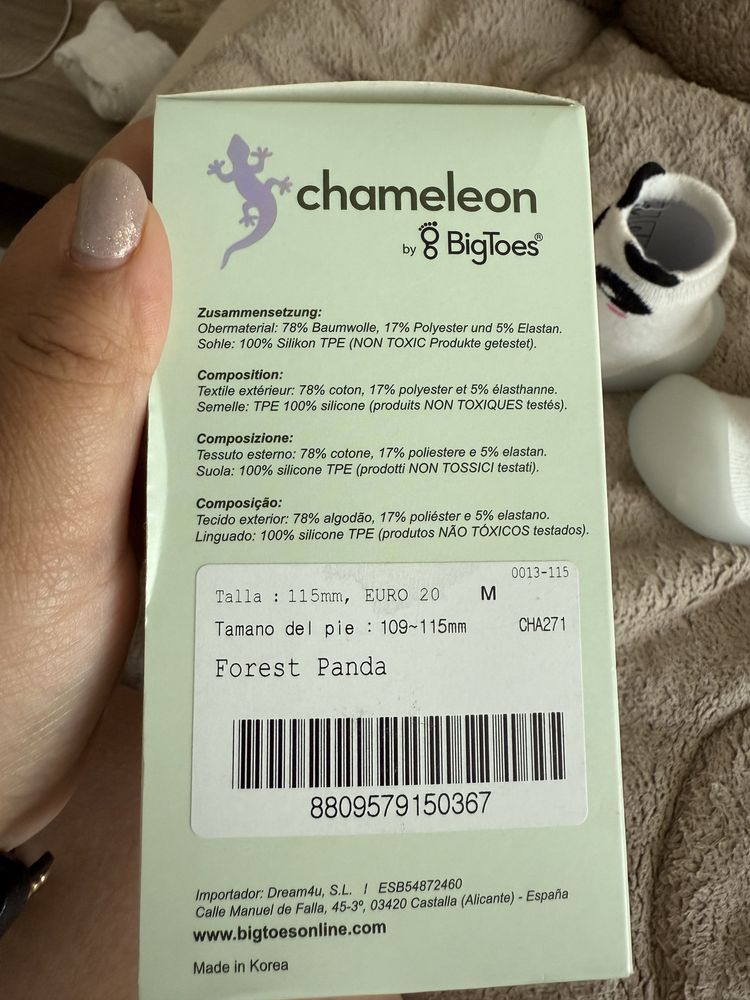 chameleon
by BigToes®
Zusammensetzung:
Obermaterial: 78% Baumwolle, 17% Polyester und 5% Elastan.
Sohle: 100% Silikon TPE (NON TOXIC Produkte getestet).
Composition:
Textile extérieur: 78% coton, 17% polyester et 5% élasthanne.
Semelle: TPE 100% silicone (produits NON TOXIQUES testés).
Composizione:
Tessuto esterno: 78% cotone, 17% poliestere e 5% elastan.
Suola: 100% silicone TPE (prodotti NON TOSSICI testati).
Composição:
Tecido exterior: 78% algodão, 17% poliéster e 5% elastano.
Linguado: 100% silicone TPE (produtos NÃO TÓXICOS testados).
0013-115
Talla : 115mm, EURO 20 M
Tamano del pie : 109~115mm CHA271
Forest Panda
8809579150367
Importador: Dream4u, S.L. I ESB54872460
Calle Manuel de Falla, 45-3º, 03420 Castalla (Alicante) - España
www.bigtoesonline.com
Made in Korea